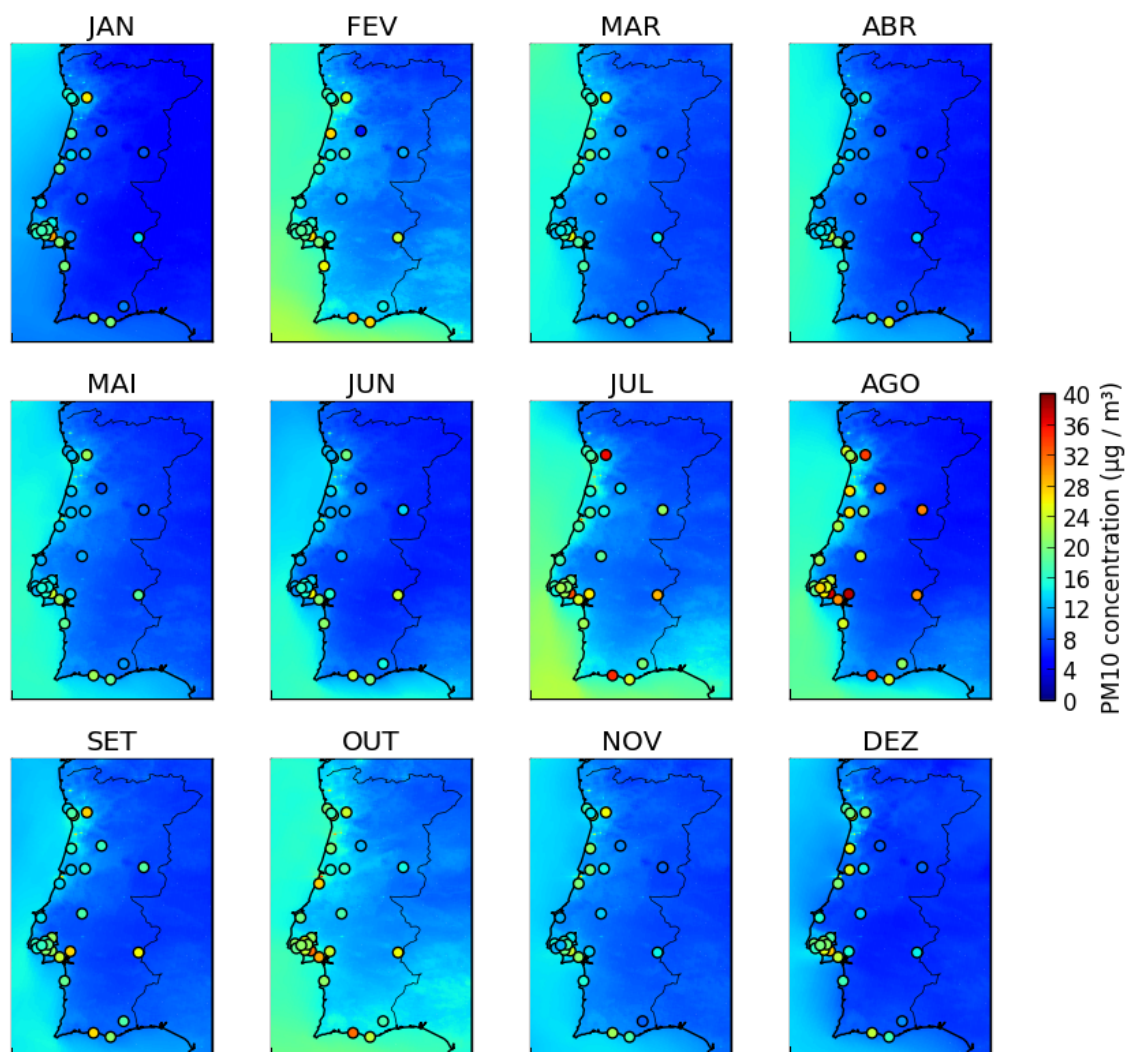 JAN FEV MAR ABR
MAI JUN JUL AGO
40
36
32
28
24
20
16
12
8
4
0
PM10 concentration (μg / m³)
SET OUT NOV DEZ